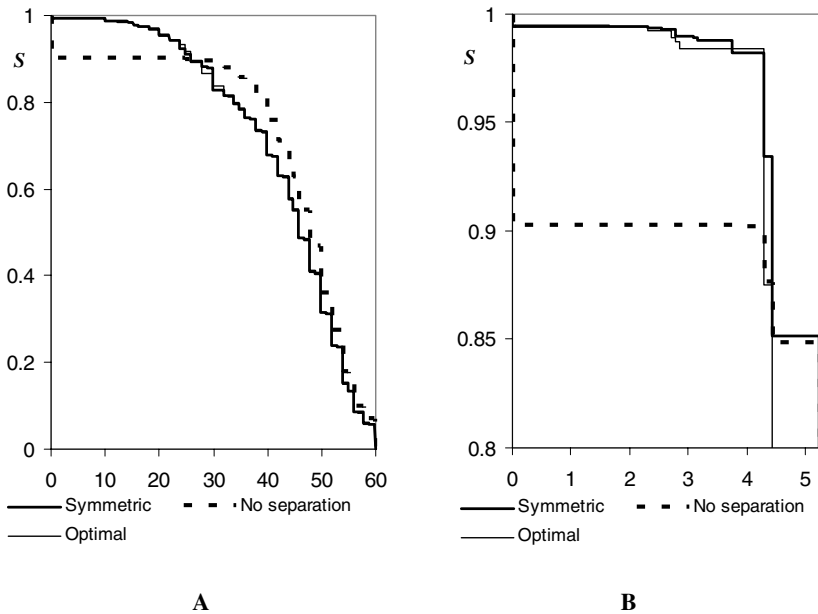 1
S
0.8
0.6
0.4
0.2
0
0 10 20 30 40 50 60
Symmetric No separation
Optimal
A
1
S
0.95
0.9
0.85
0.8
0 1 2 3 4 5
Symmetric No separation
Optimal
B